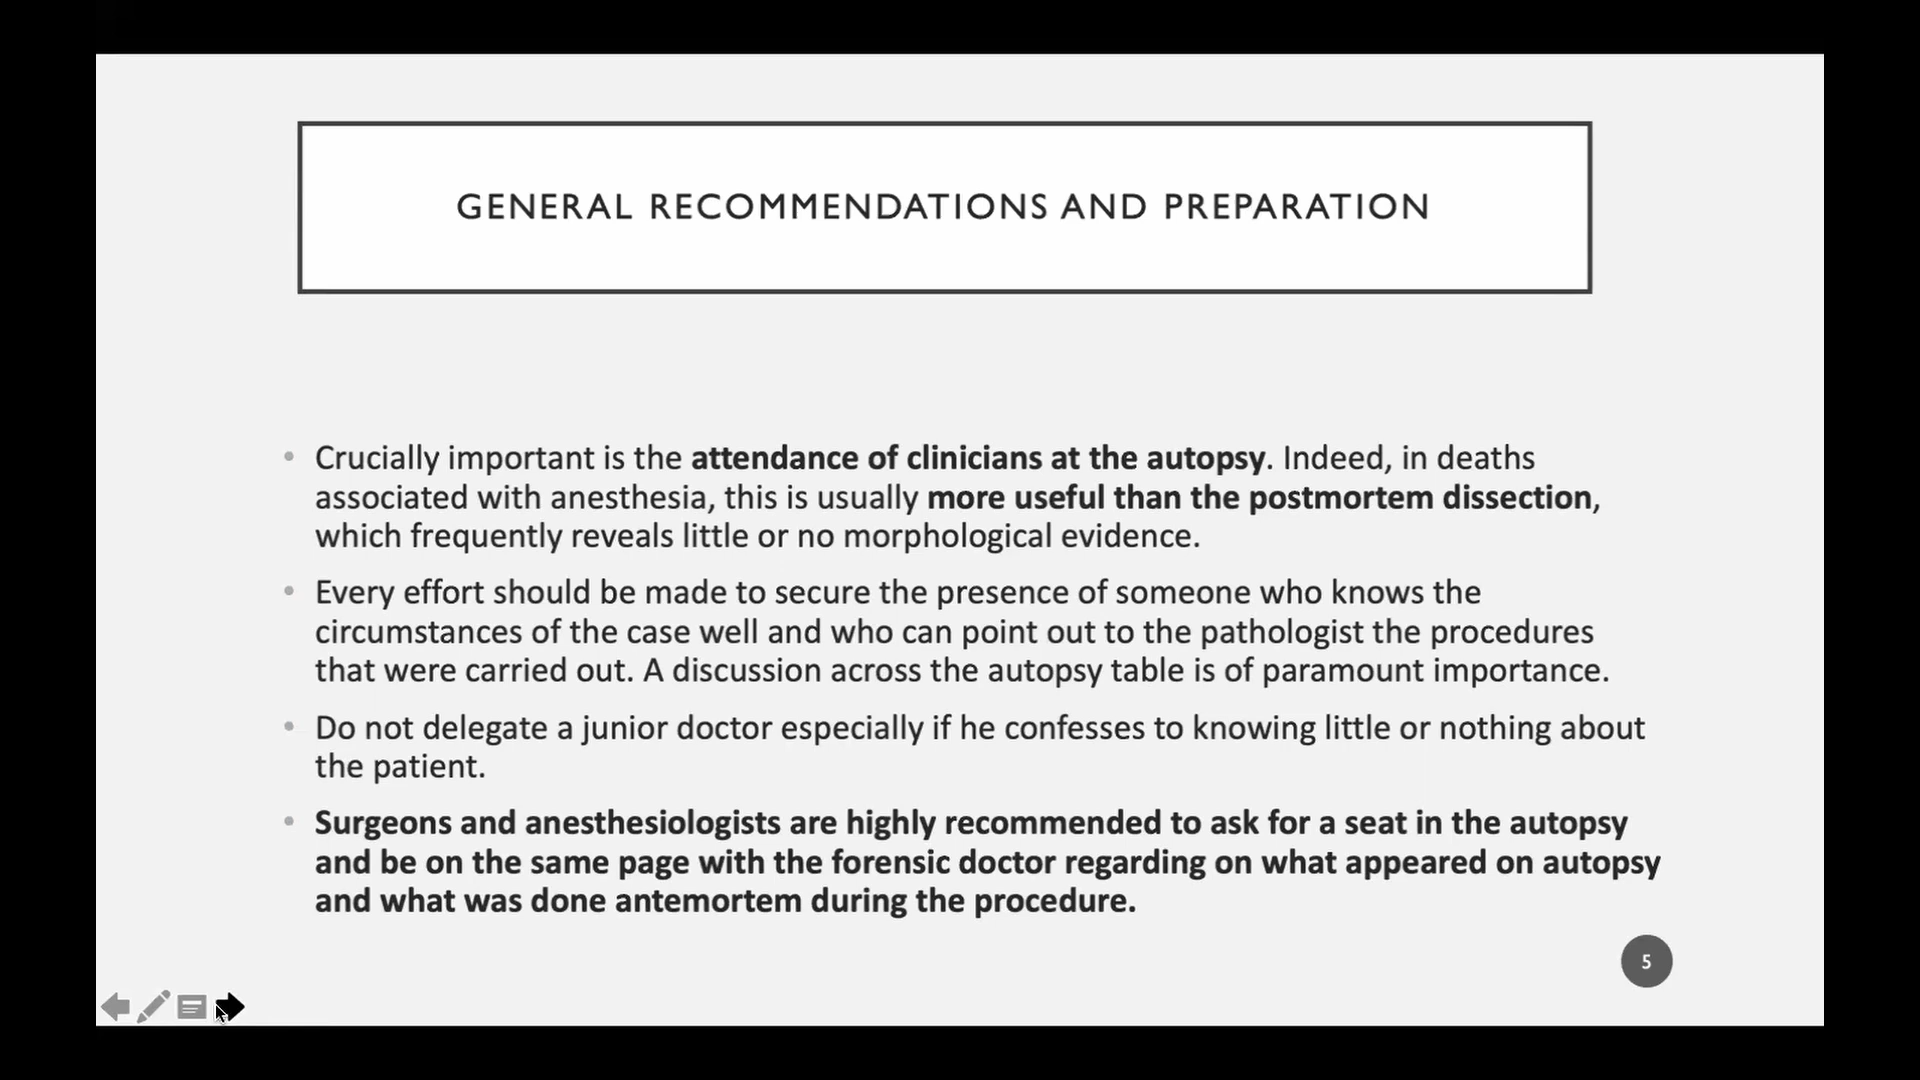 GENERAL RECOMMENDATIONS AND PREPARATION
• Crucially important is the attendance of clinicians at the autopsy. Indeed, in deaths
associated with anesthesia, this is usually more useful than the postmortem dissection,
which frequently reveals little or no morphological evidence.
• Every effort should be made to secure the presence of someone who knows the
circumstances of the case well and who can point out to the pathologist the procedures
that were carried out. A discussion across the autopsy table is of paramount importance.
• Do not delegate a junior doctor especially if he confesses to knowing little or nothing about
the patient.
• Surgeons and anesthesiologists are highly recommended to ask for a seat in the autopsy
and be on the same page with the forensic doctor regarding on what appeared on autopsy
and what was done antemortem during the procedure.
5